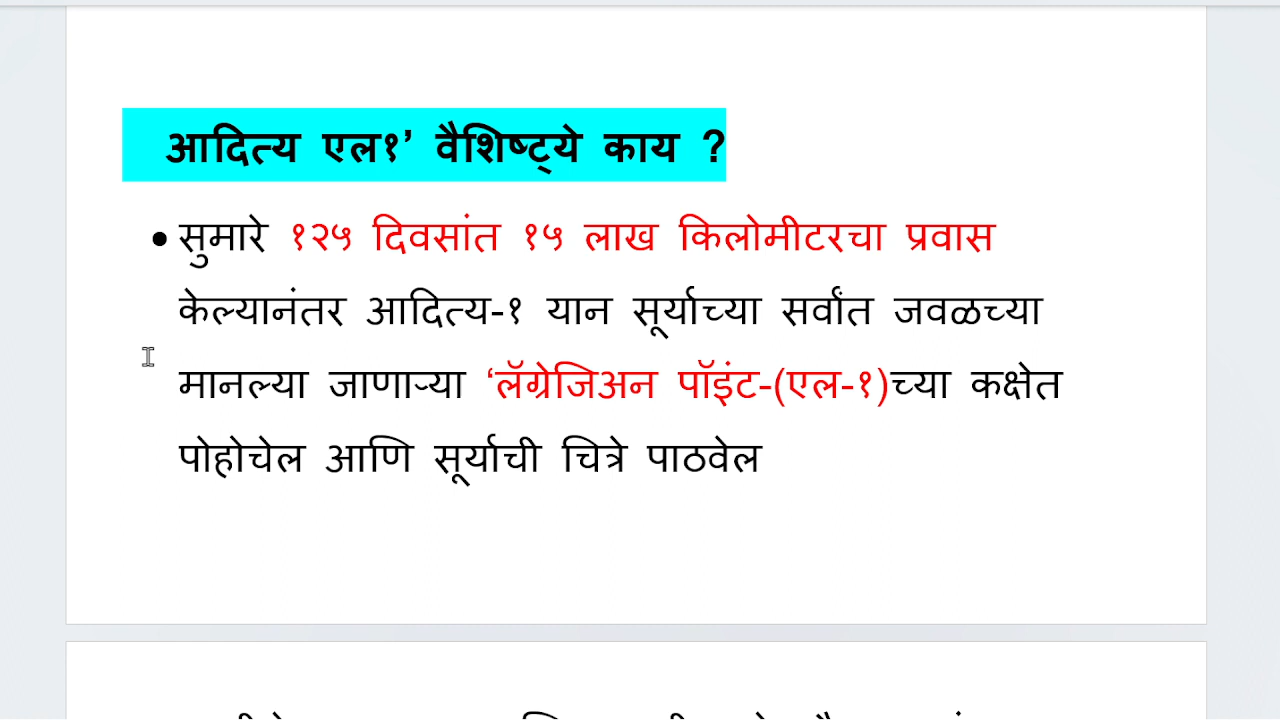 आदित्य एल१’ वैशिष्ट्ये काय ?
• सुमारे १२५ दिवसांत १५ लाख किलोमीटरचा प्रवास
केल्यानंतर आदित्य-१ यान सूर्याच्या सर्वांत जवळच्या
मानल्या जाणाऱ्या ‘लॅग्रेजिअन पॉइंट-(एल-१)च्या कक्षेत
पोहोचेल आणि सूर्याची चित्रे पाठवेल